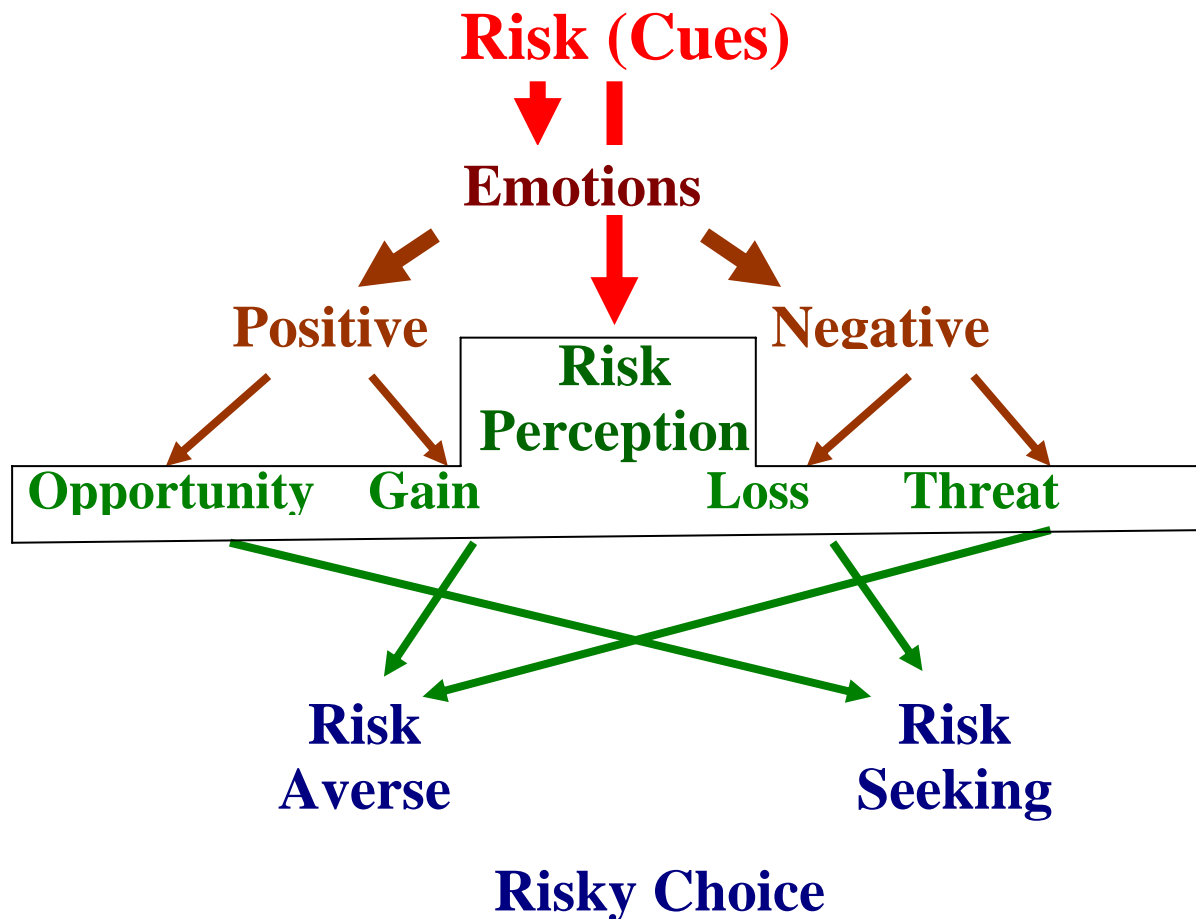 Risk (Cues)
Emotions
Positive
Negative
Risk
Perception
Opportunity Gain Loss Threat
Risk
Averse
Risk
Seeking
Risky Choice